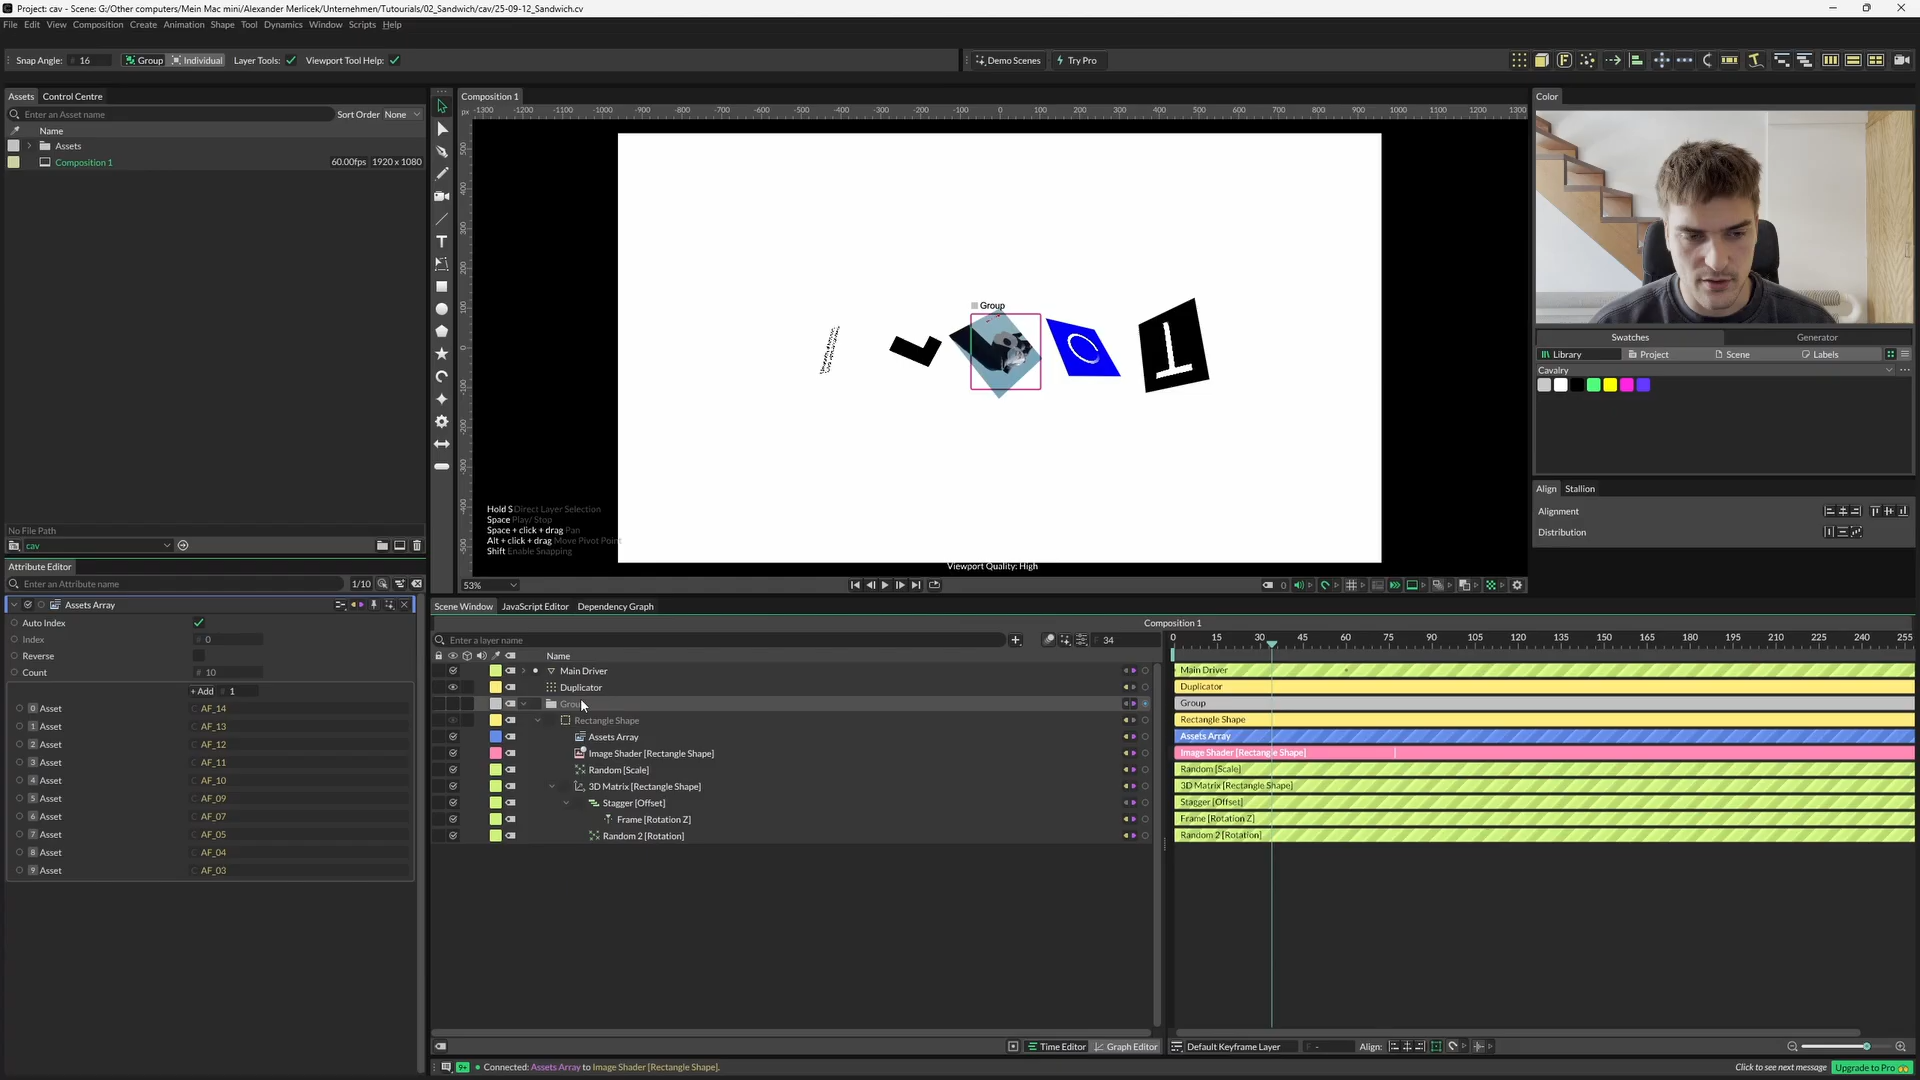 Project: cav - Scene: G:/Other computers/Mein Mac mini/Alexander Merlicek/Unternehmen/Tutourials/02_Sandwich/cav/25-09-12_Sandwich.cv
File Edit View Composition Create Animation Shape Tool Dynamics Window Scripts Help
Snap Angle: 16 Group Individual Layer Tools: Viewport Tool Help: Demo Scenes Try Pro
Assets Control Centre
Enter an Asset name Sort Order None
Name
Assets
Composition 1 60.00fps 1920 x 1080
No File Path
cav
Composition 1
px -1300 -1200 -1100 -1000 -900 -800 -700 -600 -500 -400 -300 -200 -100 0 100 200 300 400 500 600 700 800 900 1000 1100 1200 1300
500 400 300 200 100 0 -100 -200 -300 -400 -500
Group
Hold S Direct Layer Selection
Space Play/ Stop
Space + click + drag Pan
Alt + click + drag Move Pivot Point
Shift Enable Snapping
Viewport Quality: High
53%
0
Color
Swatches Generator
Library Project Scene Labels
Cavalry
Align Stallion
Alignment
Distribution
Attribute Editor
Enter an Attribute name 1/10
Assets Array
Auto Index
Index # 0
Reverse
Count # 10
+ Add 1
0 Asset AF_14
1 Asset AF_13
2 Asset AF_12
3 Asset AF_11
4 Asset AF_10
5 Asset AF_09
6 Asset AF_07
7 Asset AF_05
8 Asset AF_04
9 Asset AF_03
Scene Window JavaScript Editor Dependency Graph
Composition 1
Enter a layer name F 34
0 15 30 45 60 75 90 105 120 135 150 165 180 195 210 225 240 255
Name
Main Driver
Duplicator
Group
Rectangle Shape
Assets Array
Image Shader [Rectangle Shape]
Random [Scale]
3D Matrix [Rectangle Shape]
Stagger [Offset]
Frame [Rotation Z]
Random 2 [Rotation]
Main Driver
Duplicator
Group
Rectangle Shape
Assets Array
Image Shader [Rectangle Shape]
Random [Scale]
3D Matrix [Rectangle Shape]
Stagger [Offset]
Frame [Rotation Z]
Random 2 [Rotation]
Time Editor Graph Editor Default Keyframe Layer F - Align:
9+ Connected: Assets Array to Image Shader [Rectangle Shape]. Click to see next message Upgrade to Pro